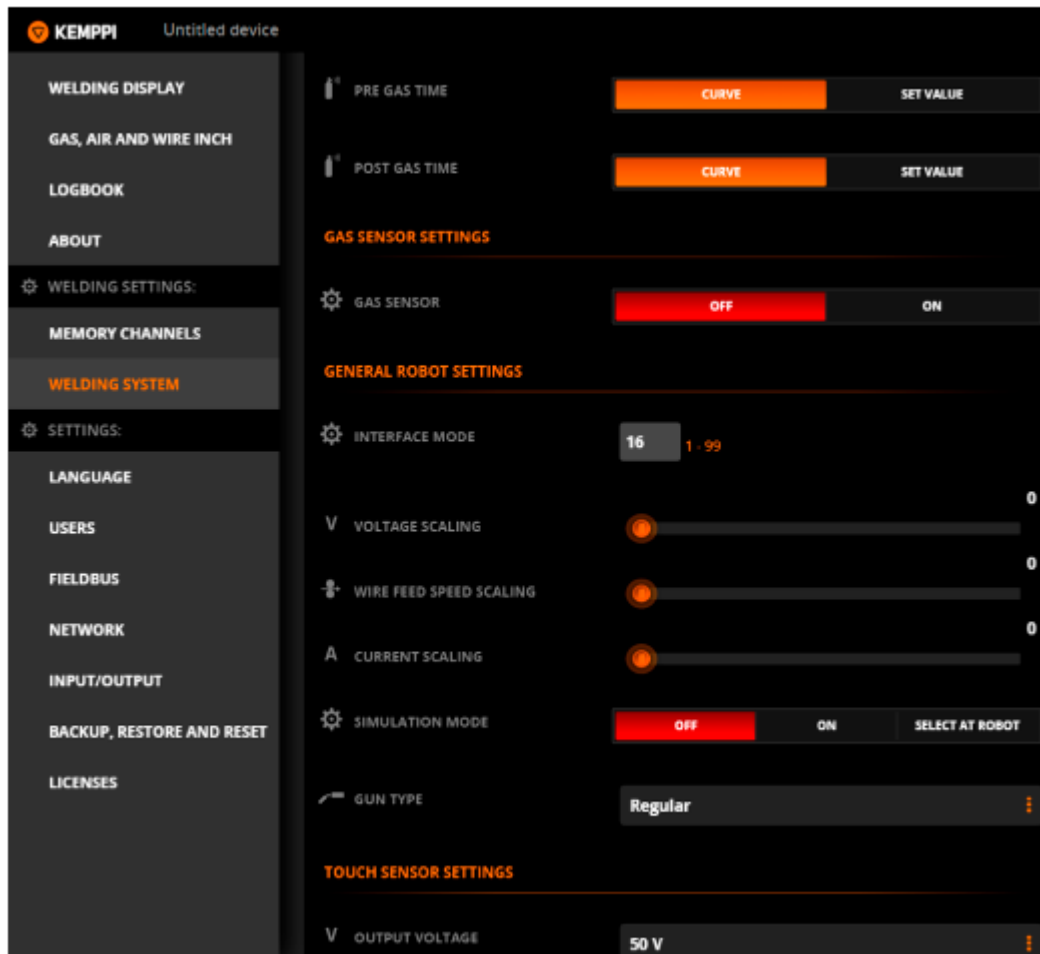 KEMPPI Untitled device
WELDING DISPLAY
GAS, AIR AND WIRE INCH
LOGBOOK
ABOUT
WELDING SETTINGS:
MEMORY CHANNELS
WELDING SYSTEM
SETTINGS:
LANGUAGE
USERS
FIELDBUS
NETWORK
INPUT/OUTPUT
BACKUP, RESTORE AND RESET
LICENSES
PRE GAS TIME CURVE SET VALUE
POST GAS TIME CURVE SET VALUE
GAS SENSOR SETTINGS
GAS SENSOR OFF ON
GENERAL ROBOT SETTINGS
INTERFACE MODE 16 1 - 99
V VOLTAGE SCALING 0
WIRE FEED SPEED SCALING 0
A CURRENT SCALING 0
SIMULATION MODE OFF ON SELECT AT ROBOT
GUN TYPE Regular
TOUCH SENSOR SETTINGS
V OUTPUT VOLTAGE 50 V